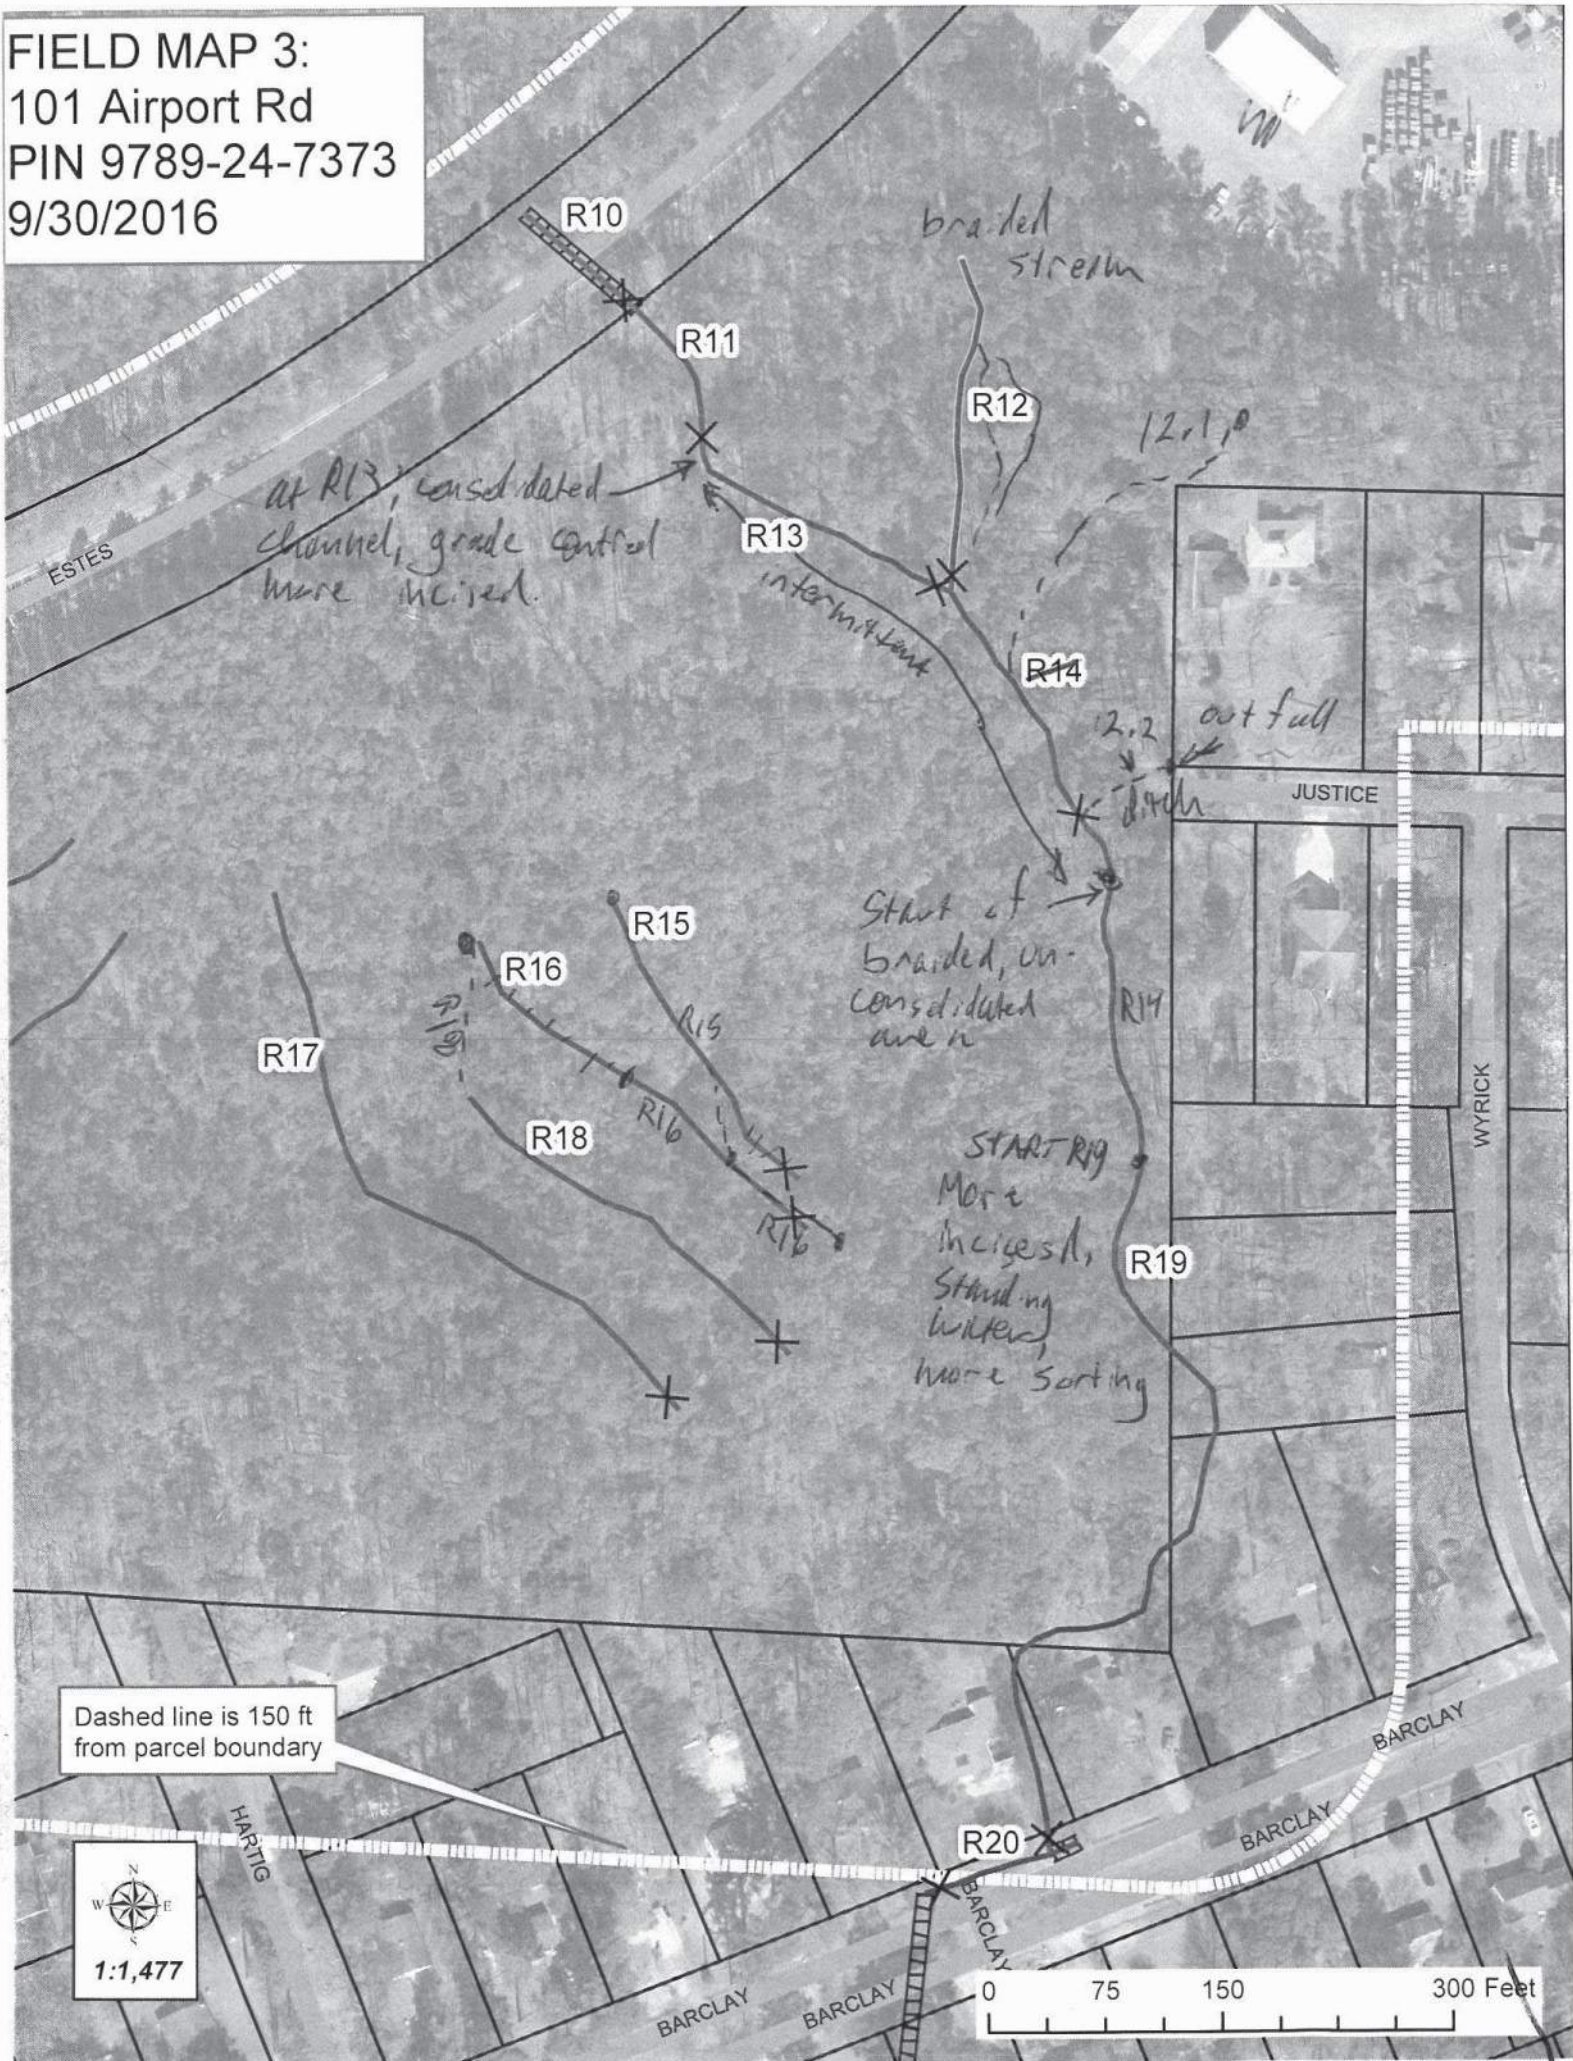 FIELD MAP 3:
101 Airport Rd
PIN 9789-24-7373
9/30/2016
R10
braided
stream
R11
R12
12.1
at R13, consolidated
channel, grade control
more incised.
R13
intermittent
ESTES
R14
12.2
outfall
ditch
JUSTICE
Start of
braided, un-
consolidated
area
R14
R15
R15
R16
R16
R16
R17
R18
WYRICK
START R19
More
incised,
Standing
water,
more sorting
R19
Dashed line is 150 ft
from parcel boundary
HARTIG
N
W E
S
1:1,477
R20
BARCLAY
BARCLAY
BARCLAY
BARCLAY
BARCLAY
0 75 150 300 Feet